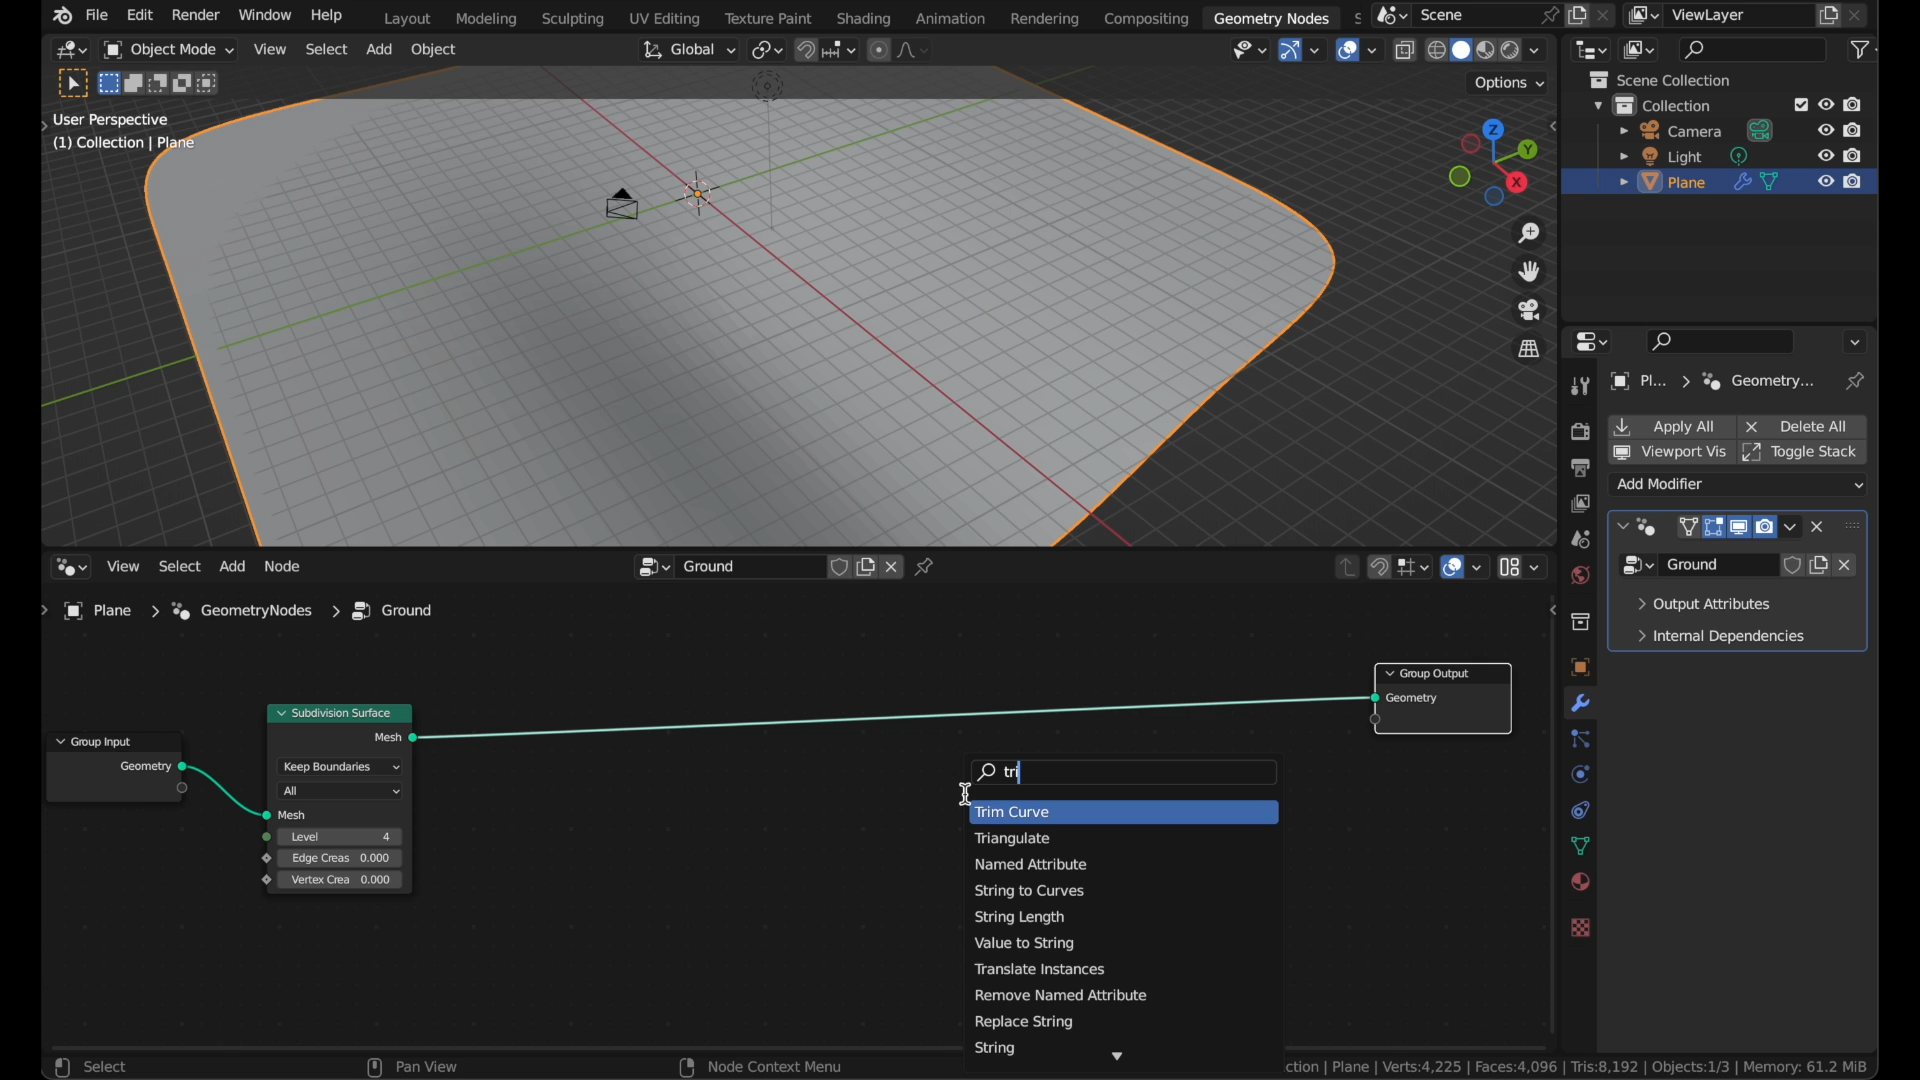 File Edit Render Window Help
Layout Modeling Sculpting UV Editing Texture Paint Shading Animation Rendering Compositing Geometry Nodes
Scene
ViewLayer
Object Mode View Select Add Object
Global
Options
User Perspective
(1) Collection | Plane
Z
Y
X
Scene Collection
Collection
Camera
Light
Plane
Pl... Geometry...
Apply All
Delete All
Viewport Vis
Toggle Stack
Add Modifier
Ground
Output Attributes
Internal Dependencies
View Select Add Node
Ground
Plane GeometryNodes Ground
Group Input
Geometry
Subdivision Surface
Mesh
Keep Boundaries
All
Mesh
Level 4
Edge Creas 0.000
Vertex Crea 0.000
Group Output
Geometry
tri
Trim Curve
Triangulate
Named Attribute
String to Curves
String Length
Value to String
Translate Instances
Remove Named Attribute
Replace String
String
Select
Pan View
Node Context Menu
ction | Plane | Verts:4,225 | Faces:4,096 | Tris:8,192 | Objects:1/3 | Memory: 61.2 MiB